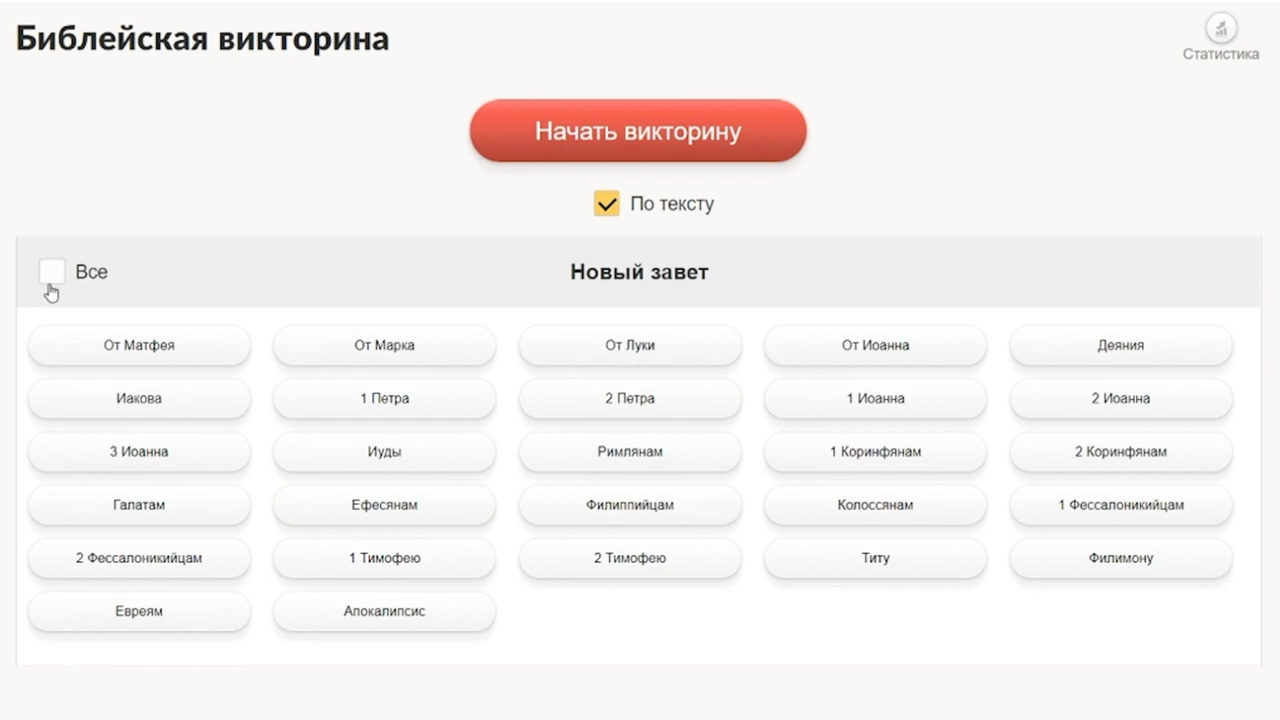 Библейская викторина
Статистика
Начать викторину
По тексту
Все
Новый завет
От Матфея
От Марка
От Луки
От Иоанна
Деяния
Иакова
1 Петра
2 Петра
1 Иоанна
2 Иоанна
3 Иоанна
Иуды
Римлянам
1 Коринфянам
2 Коринфянам
Галатам
Ефесянам
Филиппийцам
Колоссянам
1 Фессалоникийцам
2 Фессалоникийцам
1 Тимофею
2 Тимофею
Титу
Филимону
Евреям
Апокалипсис